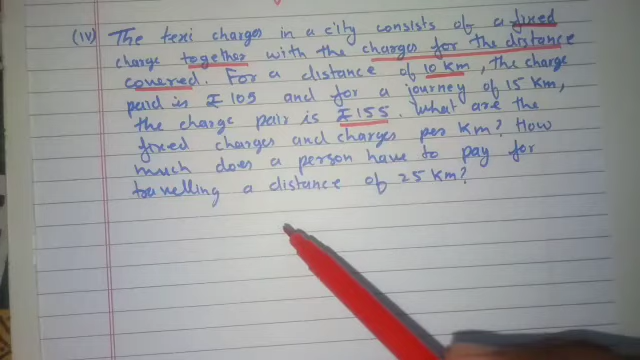 (iv) The texi charges in a city consists of a fixed
charge together with the charges for the distance
covered. For a distance of 10 Km, the charge
paid is ₹105 and for a journey of 15 Km,
the charge pair is ₹155. What are the
fixed charges and charges per Km? How
much does a person have to pay for
travelling a distance of 25 Km?